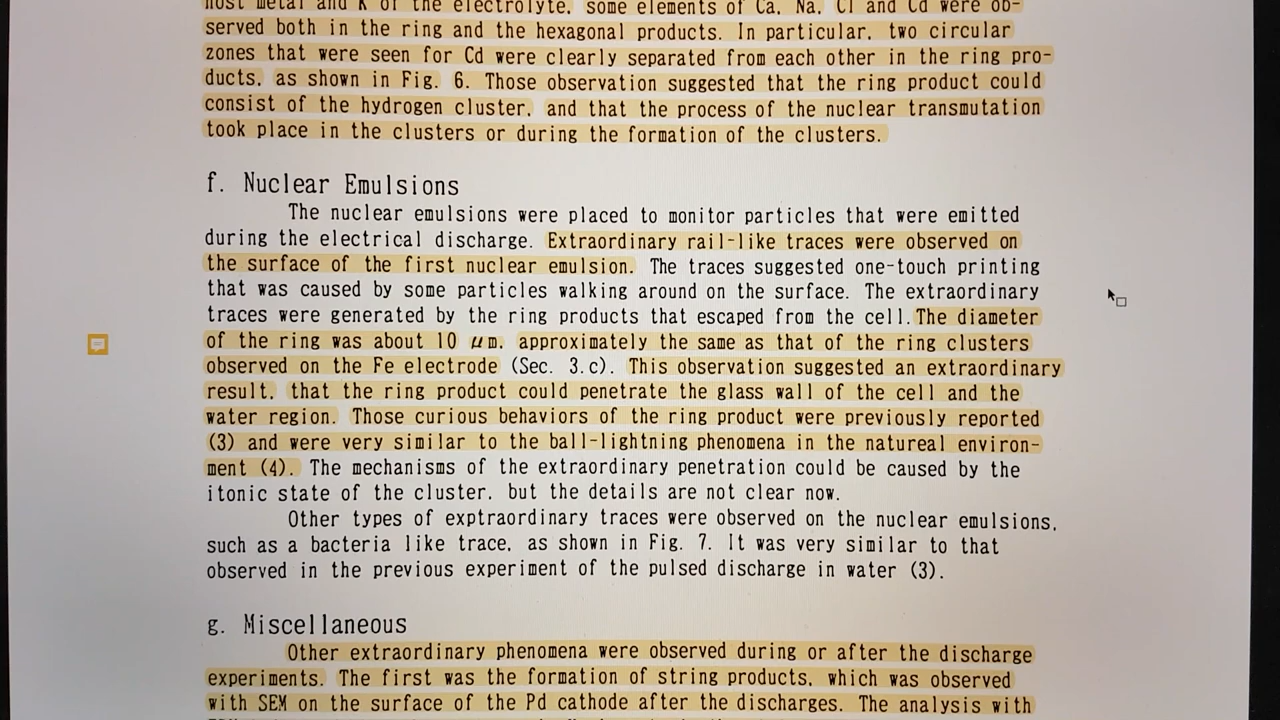 host metal and K of the electrolyte, some elements of Ca, Na, Cl and Cd were ob-
served both in the ring and the hexagonal products. In particular, two circular
zones that were seen for Cd were clearly separated from each other in the ring pro-
ducts, as shown in Fig. 6. Those observation suggested that the ring product could
consist of the hydrogen cluster, and that the process of the nuclear transmutation
took place in the clusters or during the formation of the clusters.
f. Nuclear Emulsions
The nuclear emulsions were placed to monitor particles that were emitted
during the electrical discharge. Extraordinary rail-like traces were observed on
the surface of the first nuclear emulsion. The traces suggested one-touch printing
that was caused by some particles walking around on the surface. The extraordinary
traces were generated by the ring products that escaped from the cell. The diameter
of the ring was about 10 μm, approximately the same as that of the ring clusters
observed on the Fe electrode (Sec. 3.c). This observation suggested an extraordinary
result, that the ring product could penetrate the glass wall of the cell and the
water region. Those curious behaviors of the ring product were previously reported
(3) and were very similar to the ball-lightning phenomena in the natureal environ-
ment (4). The mechanisms of the extraordinary penetration could be caused by the
itonic state of the cluster, but the details are not clear now.
Other types of exptraordinary traces were observed on the nuclear emulsions,
such as a bacteria like trace, as shown in Fig. 7. It was very similar to that
observed in the previous experiment of the pulsed discharge in water (3).
g. Miscellaneous
Other extraordinary phenomena were observed during or after the discharge
experiments. The first was the formation of string products, which was observed
with SEM on the surface of the Pd cathode after the discharges. The analysis with